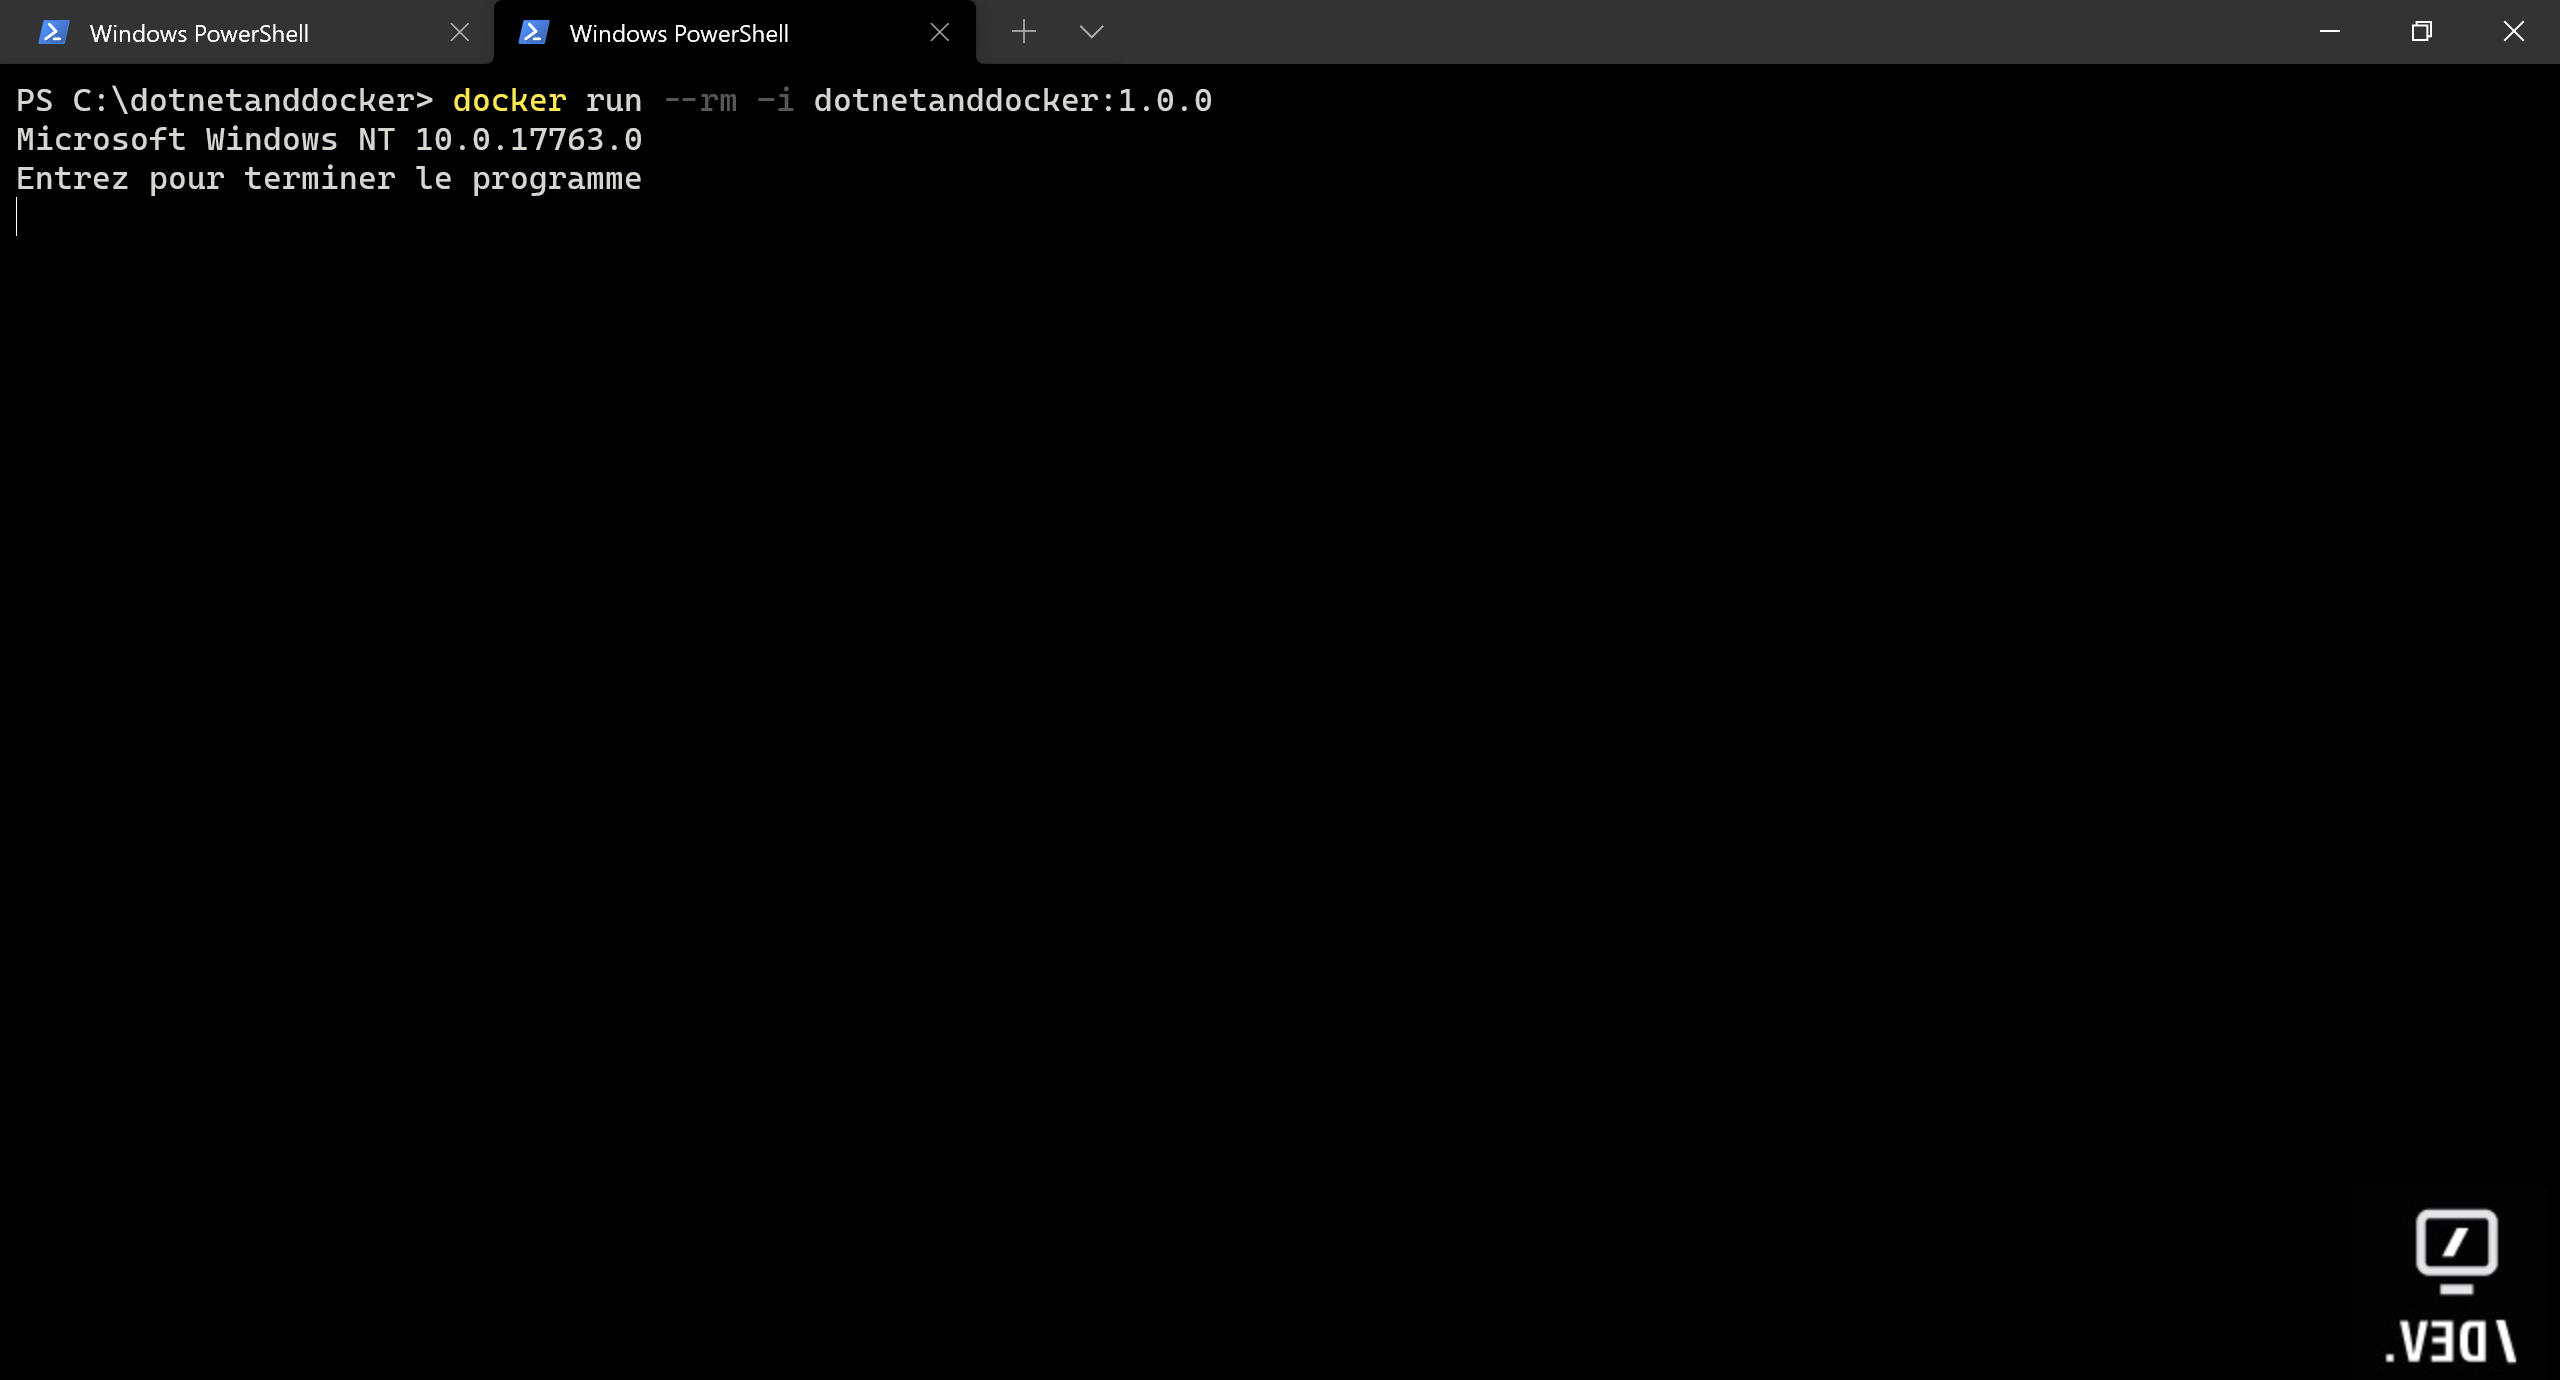 Windows PowerShell
Windows PowerShell
PS C:\dotnetanddocker> docker run --rm -i dotnetanddocker:1.0.0
Microsoft Windows NT 10.0.17763.0
Entrez pour terminer le programme
/DEV.